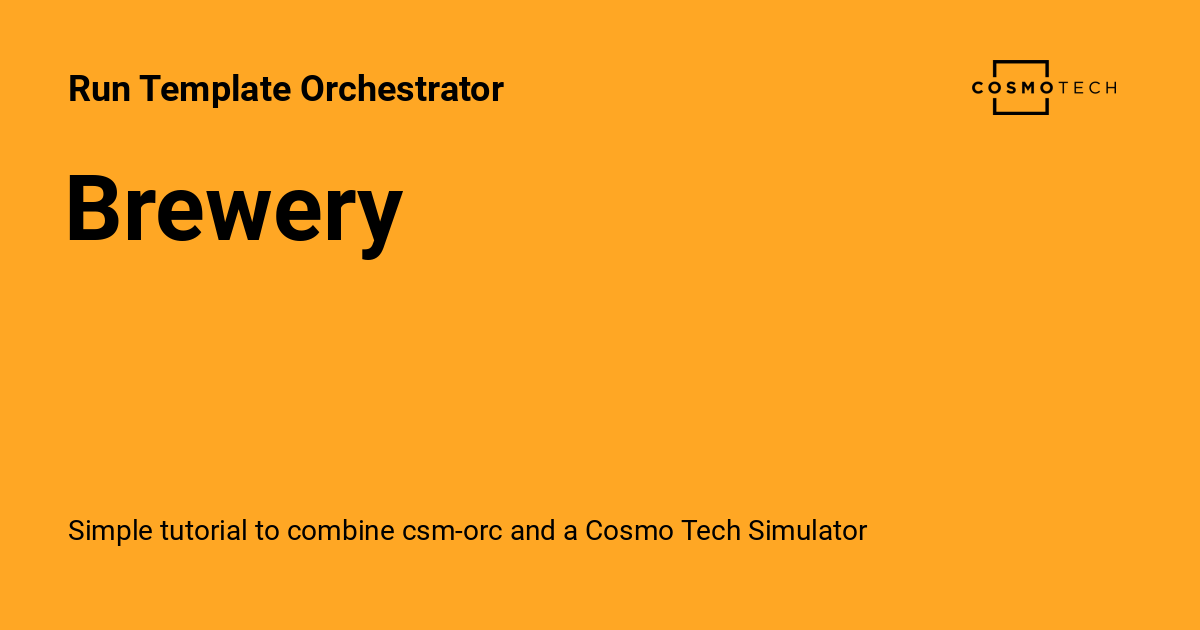 Run Template Orchestrator
COSMOTECH
Brewery
Simple tutorial to combine csm-orc and a Cosmo Tech Simulator